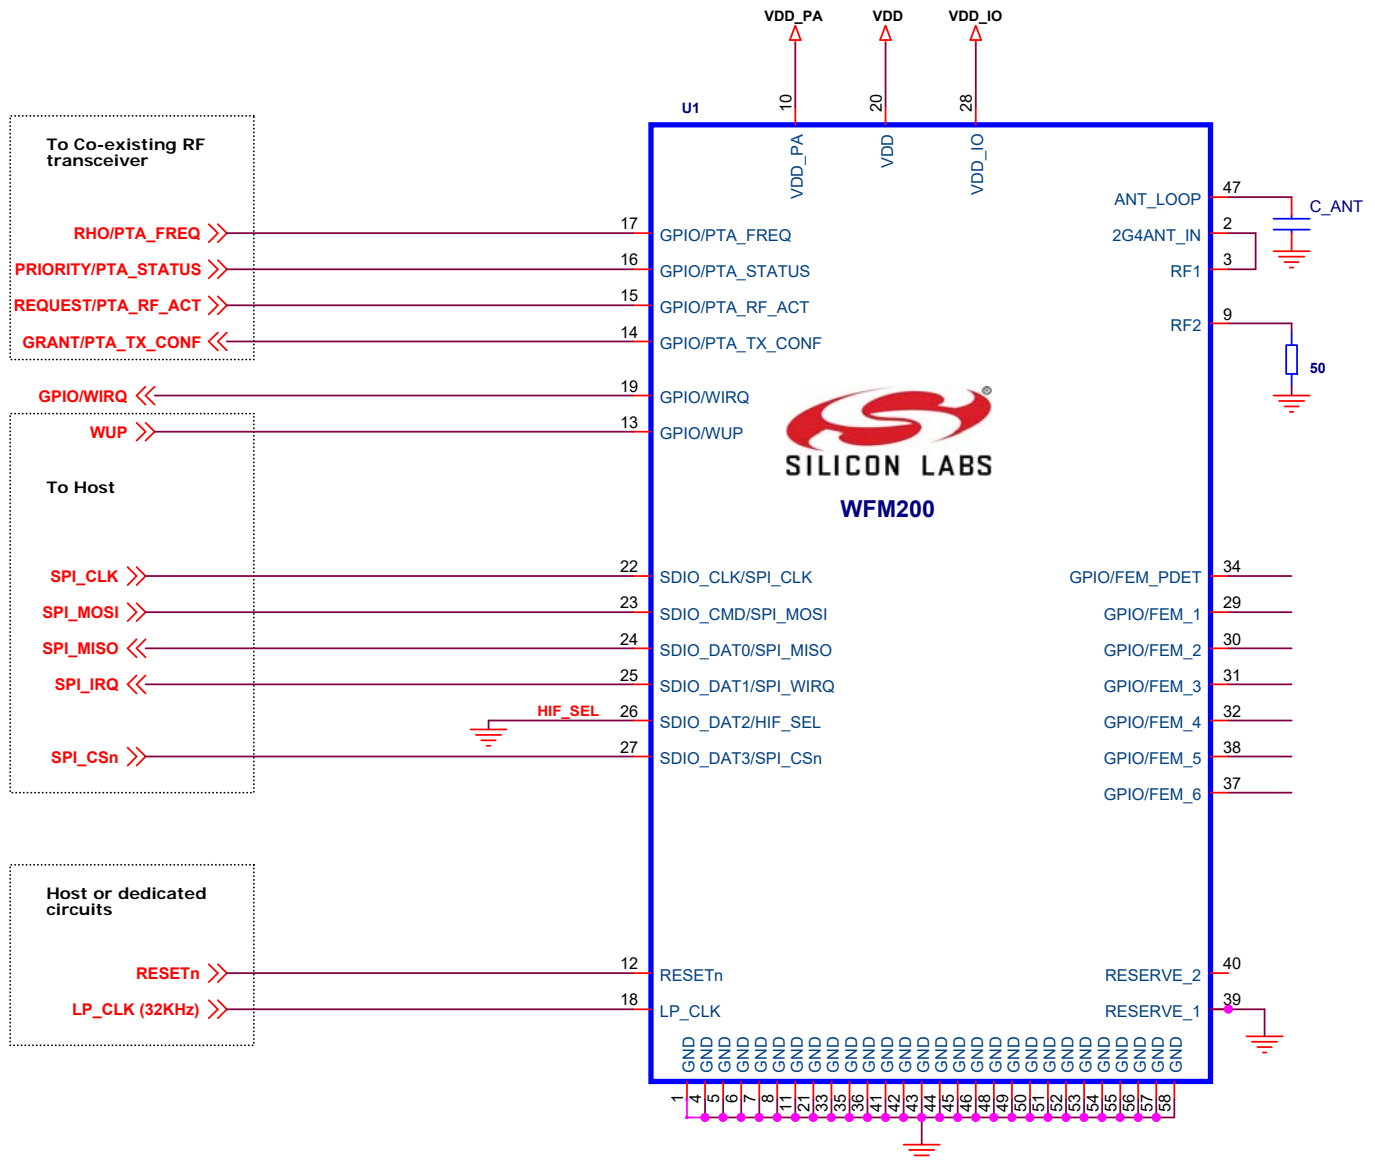 VDD_PA VDD VDD_IO
10 20 28
U1
VDD_PA VDD VDD_IO
To Co-existing RF
transceiver
ANT_LOOP 47
C_ANT
RHO/PTA_FREQ 17 GPIO/PTA_FREQ
2G4ANT_IN 2
PRIORITY/PTA_STATUS 16 GPIO/PTA_STATUS
RF1 3
REQUEST/PTA_RF_ACT 15 GPIO/PTA_RF_ACT
RF2 9
GRANT/PTA_TX_CONF 14 GPIO/PTA_TX_CONF
50
GPIO/WIRQ 19 GPIO/WIRQ
WUP 13 GPIO/WUP
®
SILICON LABS
To Host
WFM200
SPI_CLK 22 SDIO_CLK/SPI_CLK
GPIO/FEM_PDET 34
SPI_MOSI 23 SDIO_CMD/SPI_MOSI
GPIO/FEM_1 29
SPI_MISO 24 SDIO_DAT0/SPI_MISO
GPIO/FEM_2 30
SPI_IRQ 25 SDIO_DAT1/SPI_WIRQ
GPIO/FEM_3 31
HIF_SEL 26 SDIO_DAT2/HIF_SEL
GPIO/FEM_4 32
SPI_CSn 27 SDIO_DAT3/SPI_CSn
GPIO/FEM_5 38
GPIO/FEM_6 37
Host or dedicated
circuits
RESETn 12 RESETn
RESERVE_2 40
LP_CLK (32KHz) 18 LP_CLK
RESERVE_1 39
GND GND GND GND GND GND GND GND GND GND GND GND GND GND GND GND GND GND GND GND GND GND GND GND GND GND GND GND
1 4 5 6 7 8 11 21 33 35 36 41 42 43 44 45 46 48 49 50 51 52 53 54 55 56 57 58